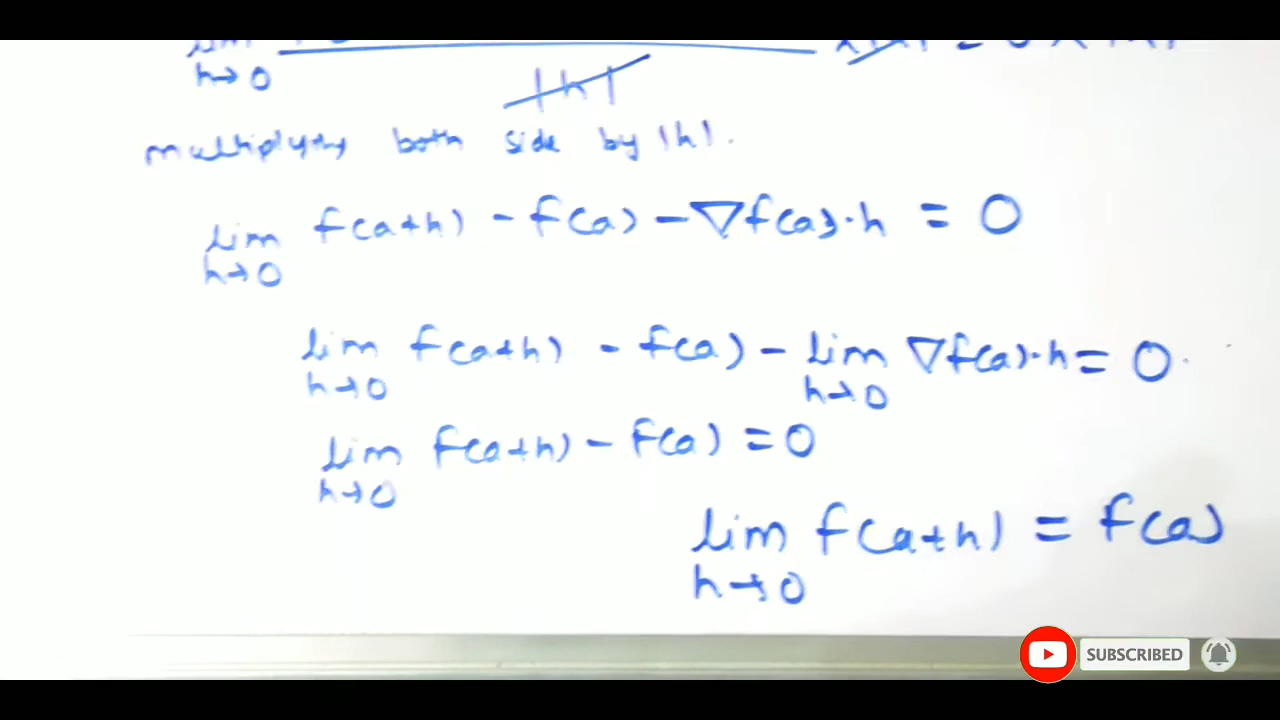 lim
h→0 |h|
multiplying both side by |h|.
lim f(a+h) - f(a) - ∇f(a)·h = 0
h→0
lim f(a+h) - f(a) - lim ∇f(a)·h = 0
h→0 h→0
lim f(a+h) - f(a) = 0
h→0
lim f(a+h) = f(a)
h→0
SUBSCRIBED